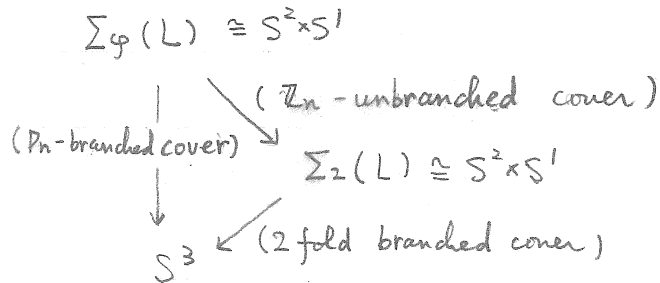 Σφ(L) ≅ S²×S¹
(ℤn - unbranched cover)
(Dn-branched cover)
Σ₂(L) ≅ S²×S¹
(2 fold branched cover)
S³